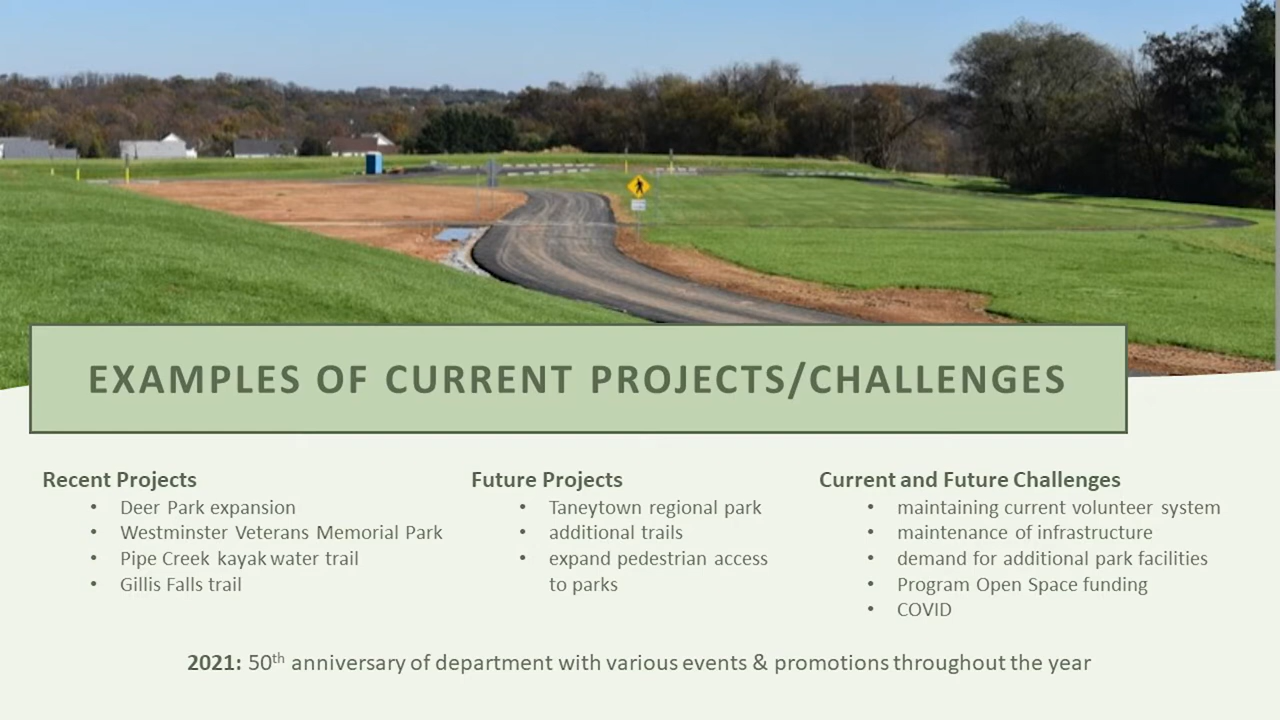 EXAMPLES OF CURRENT PROJECTS/CHALLENGES
Recent Projects
• Deer Park expansion
• Westminster Veterans Memorial Park
• Pipe Creek kayak water trail
• Gillis Falls trail
Future Projects
• Taneytown regional park
• additional trails
• expand pedestrian access
to parks
Current and Future Challenges
• maintaining current volunteer system
• maintenance of infrastructure
• demand for additional park facilities
• Program Open Space funding
• COVID
2021: 50th anniversary of department with various events & promotions throughout the year